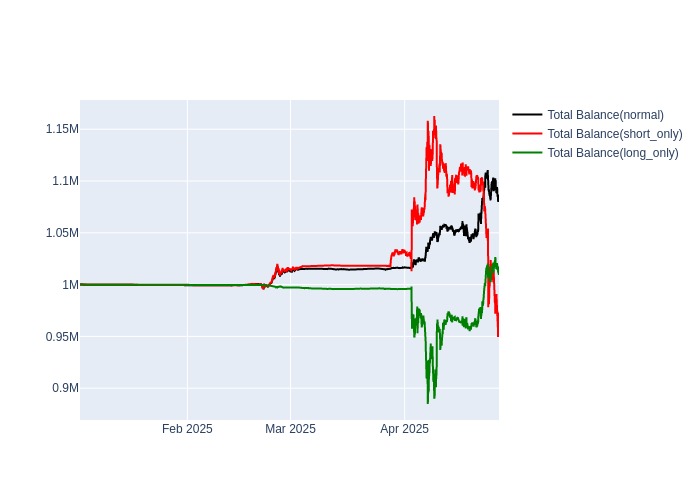 1.15M
1.1M
1.05M
1M
0.95M
0.9M
Feb 2025
Mar 2025
Apr 2025
Total Balance(normal)
Total Balance(short_only)
Total Balance(long_only)